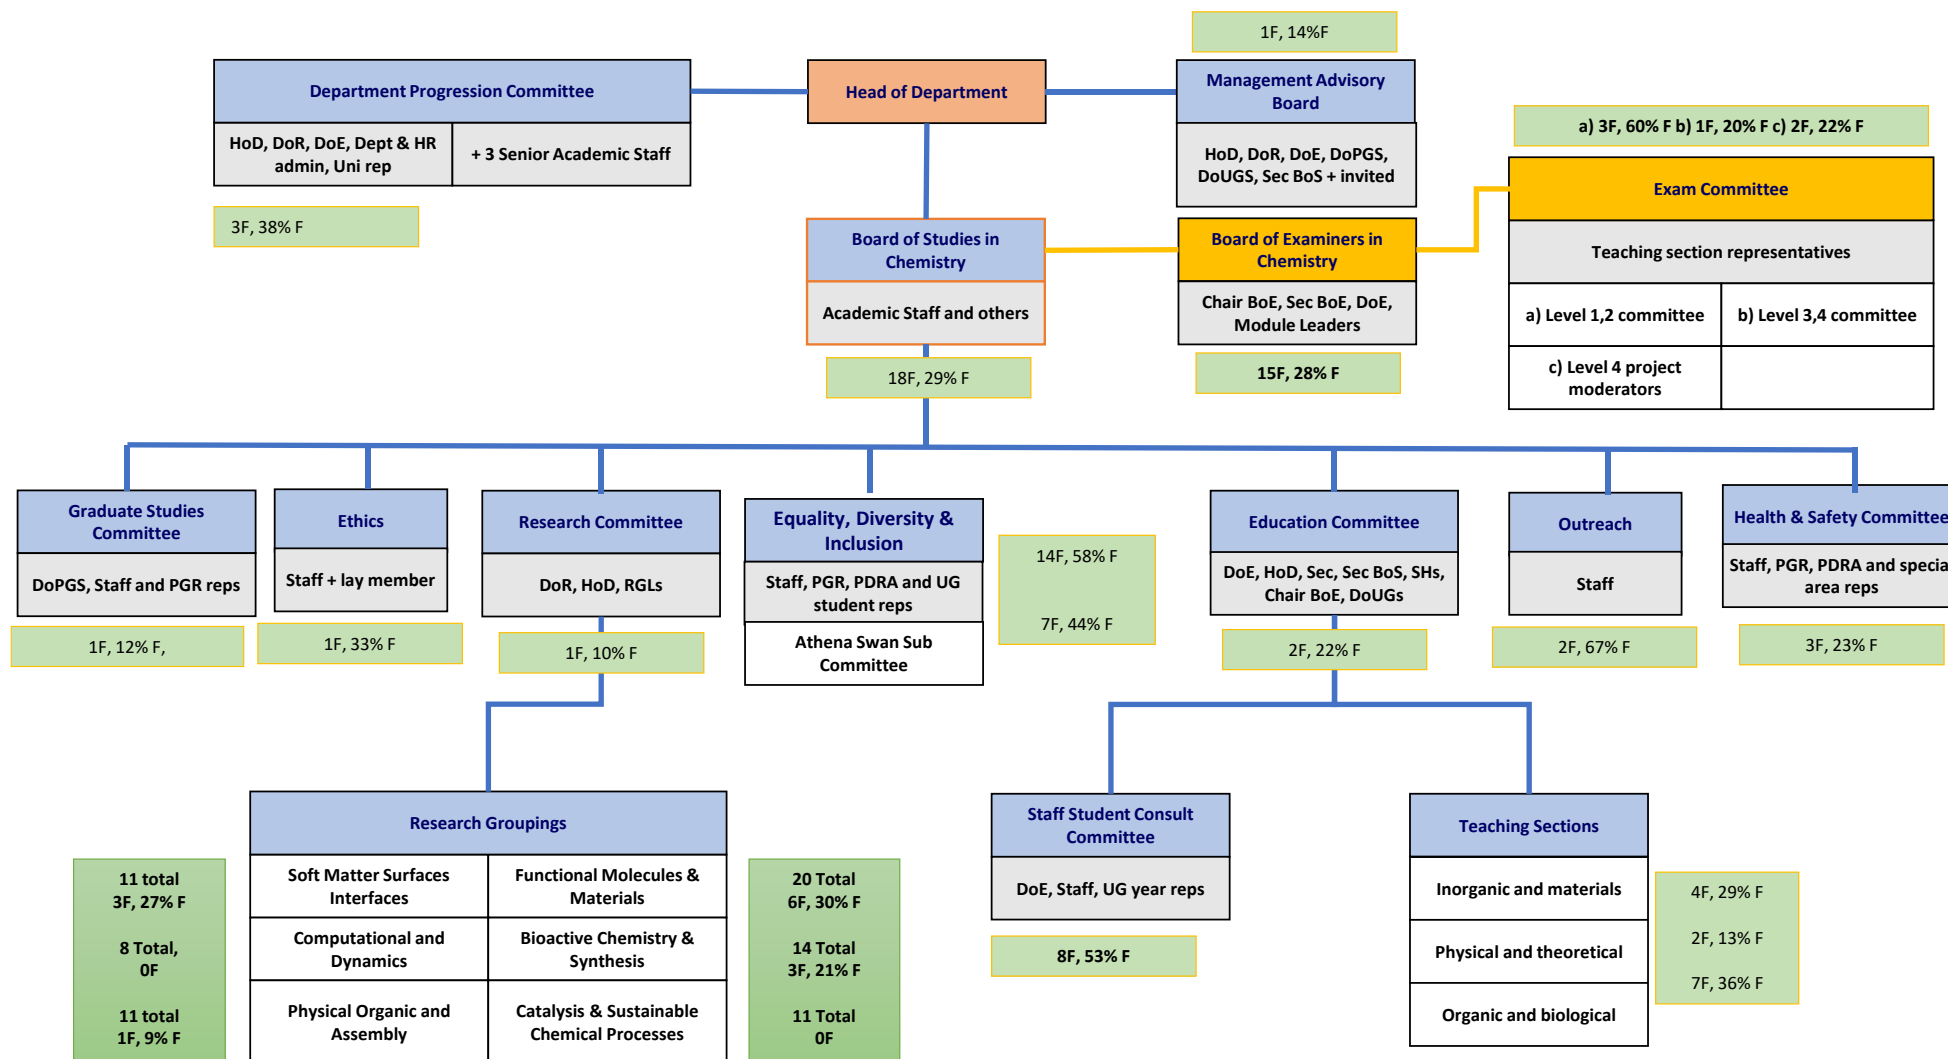 1F, 14%F
Department Progression Committee
HoD, DoR, DoE, Dept & HR
admin, Uni rep
+ 3 Senior Academic Staff
3F, 38% F
Head of Department
Management Advisory
Board
HoD, DoR, DoE, DoPGS,
DoUGS, Sec BoS + invited
a) 3F, 60% F b) 1F, 20% F c) 2F, 22% F
Exam Committee
Teaching section representatives
a) Level 1,2 committee
b) Level 3,4 committee
c) Level 4 project
moderators
Board of Studies in
Chemistry
Academic Staff and others
18F, 29% F
Board of Examiners in
Chemistry
Chair BoE, Sec BoE, DoE,
Module Leaders
15F, 28% F
Graduate Studies
Committee
DoPGS, Staff and PGR reps
1F, 12% F,
Ethics
Staff + lay member
1F, 33% F
Research Committee
DoR, HoD, RGLs
1F, 10% F
Equality, Diversity &
Inclusion
Staff, PGR, PDRA and UG
student reps
Athena Swan Sub
Committee
14F, 58% F
7F, 44% F
Education Committee
DoE, HoD, Sec, Sec BoS, SHs,
Chair BoE, DoUGs
2F, 22% F
Outreach
Staff
2F, 67% F
Health & Safety Committee
Staff, PGR, PDRA and specia
area reps
3F, 23% F
Research Groupings
Soft Matter Surfaces
Interfaces
Functional Molecules &
Materials
Computational and
Dynamics
Bioactive Chemistry &
Synthesis
Physical Organic and
Assembly
Catalysis & Sustainable
Chemical Processes
11 total
3F, 27% F
8 Total,
0F
11 total
1F, 9% F
20 Total
6F, 30% F
14 Total
3F, 21% F
11 Total
0F
Staff Student Consult
Committee
DoE, Staff, UG year reps
8F, 53% F
Teaching Sections
Inorganic and materials
Physical and theoretical
Organic and biological
4F, 29% F
2F, 13% F
7F, 36% F